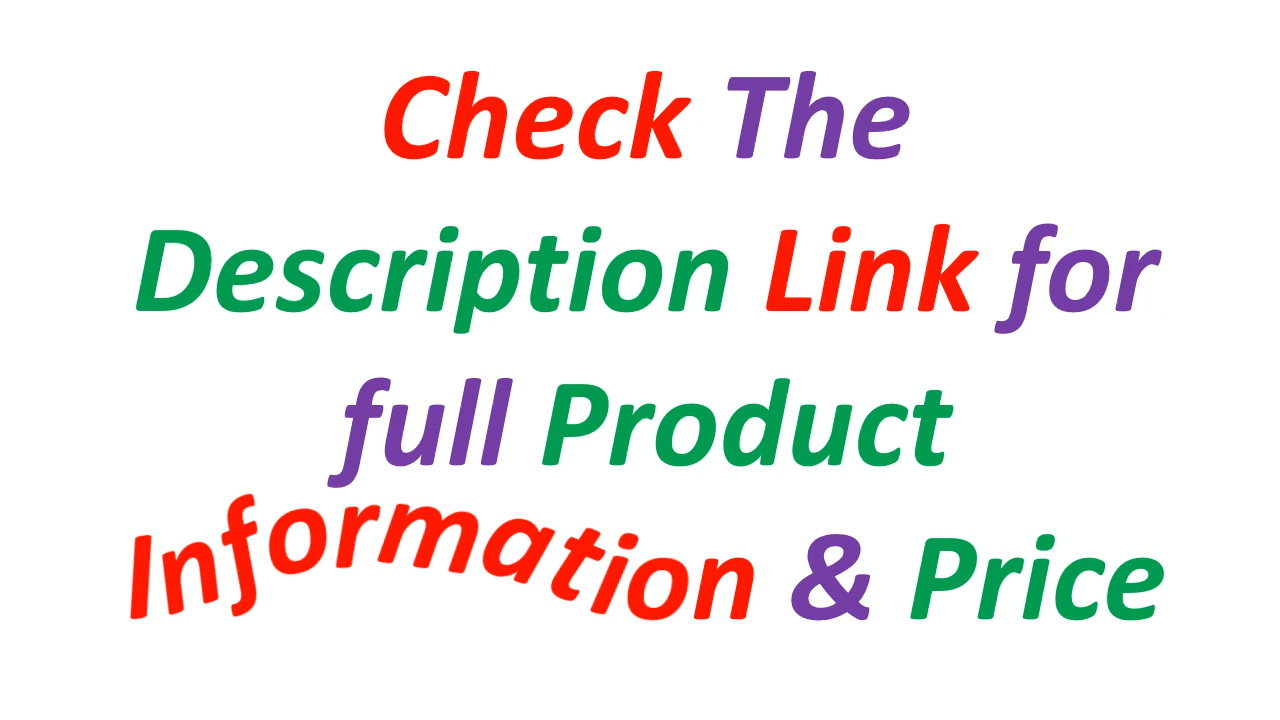 Check The
Description Link for
full Product
Information & Price